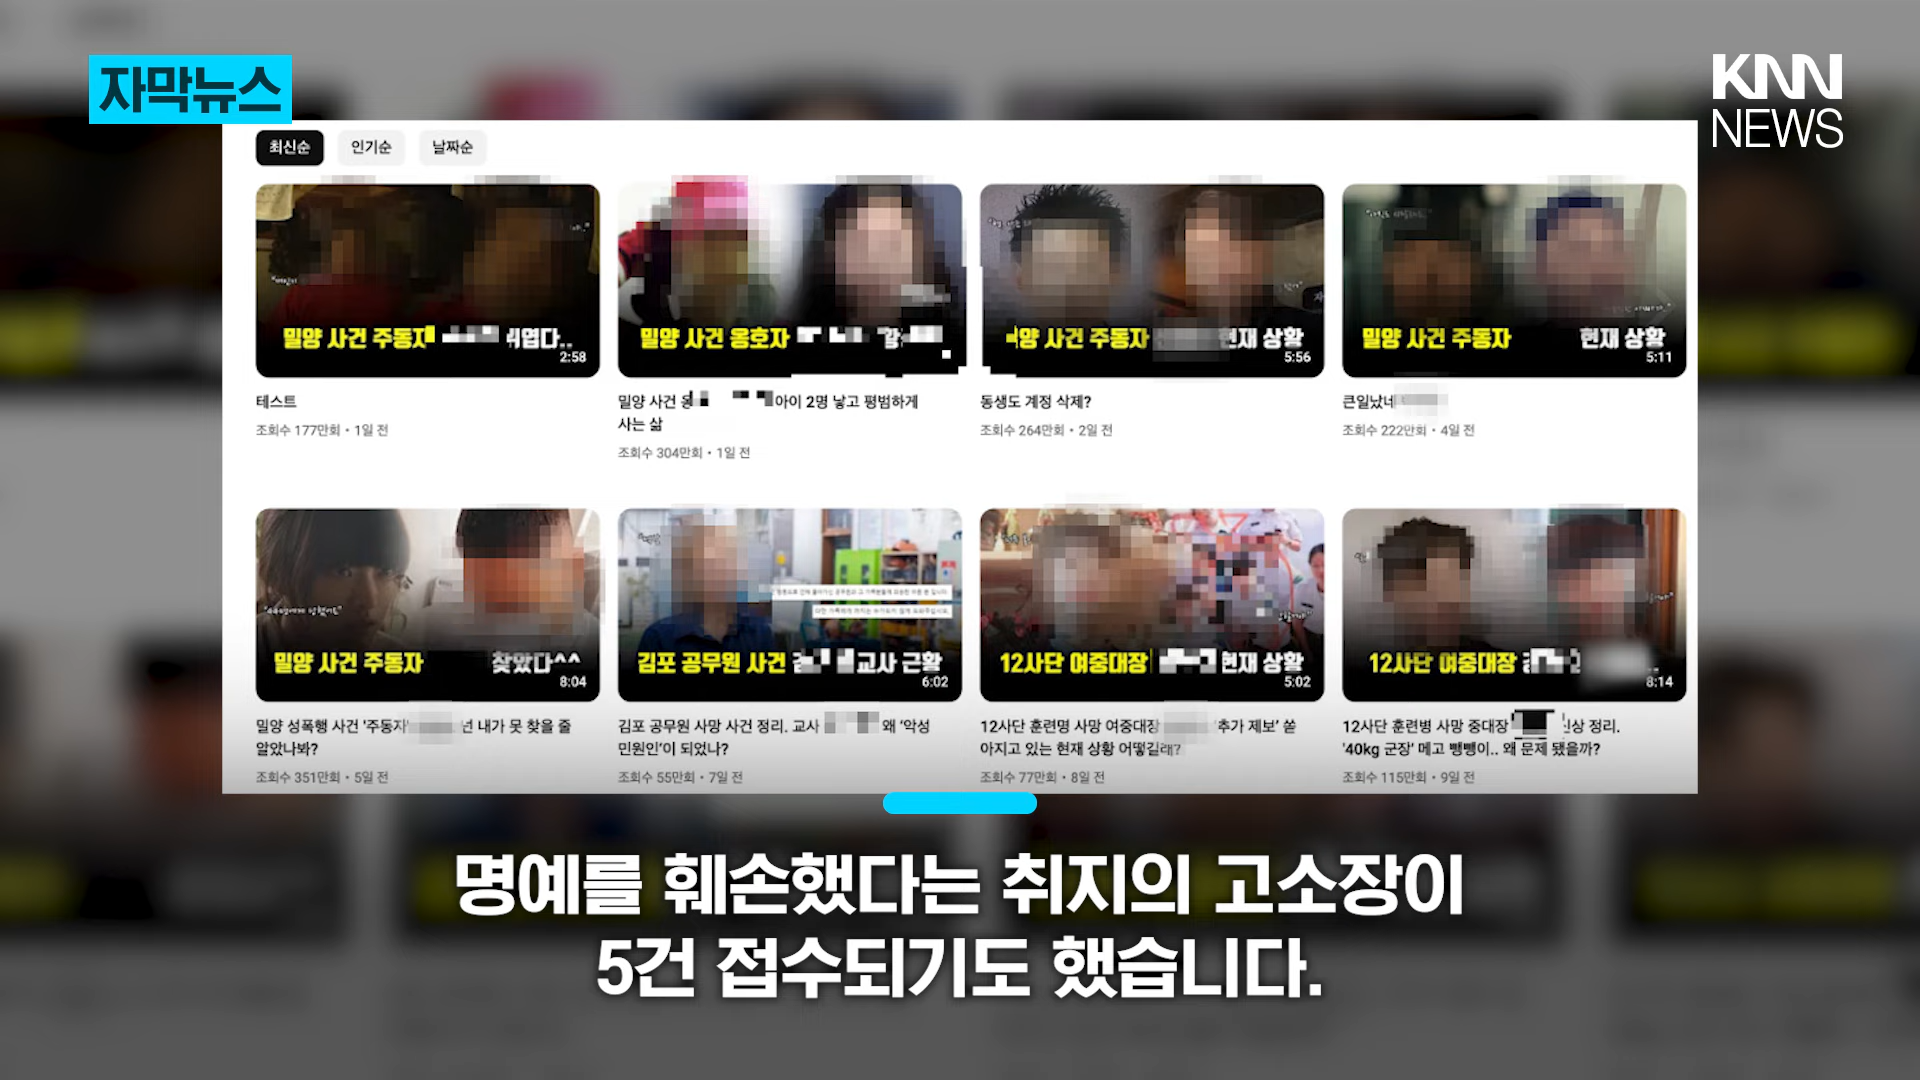 자막뉴스
KNN
NEWS
최신순 인기순 날짜순
밀양 사건 주동자
귀엽다..
2:58
밀양 사건 옹호자
5:56
밀양 사건 주동자
현재 상황
밀양 사건 주동자
현재 상황
5:11
테스트
조회수 177만회 • 1일 전
밀양 사건
아이 2명 낳고 평범하게
사는 삶
조회수 304만회 • 1일 전
동생도 계정 삭제?
조회수 264만회 • 2일 전
큰일났네
조회수 222만회 • 4일 전
밀양 사건 주동자
찾았다^^
8:04
김포 공무원 사건
교사 근황
6:02
12사단 여중대장
현재 상황
5:02
12사단 여중대장
8:14
밀양 성폭행 사건 '주동자'
넌 내가 못 찾을 줄
알았나봐?
조회수 351만회 • 5일 전
김포 공무원 사망 사건 정리. 교사
왜 '악성
민원인'이 되었나?
조회수 55만회 • 7일 전
12사단 훈련명 사망 여중대장
'추가 제보' 쏟
아지고 있는 현재 상황 어떻길래?
조회수 77만회 • 8일 전
12사단 훈련병 사망 중대장
신상 정리.
'40kg 군장' 메고 뺑뺑이.. 왜 문제 됐을까?
조회수 115만회 • 9일 전
명예를 훼손했다는 취지의 고소장이
5건 접수되기도 했습니다.